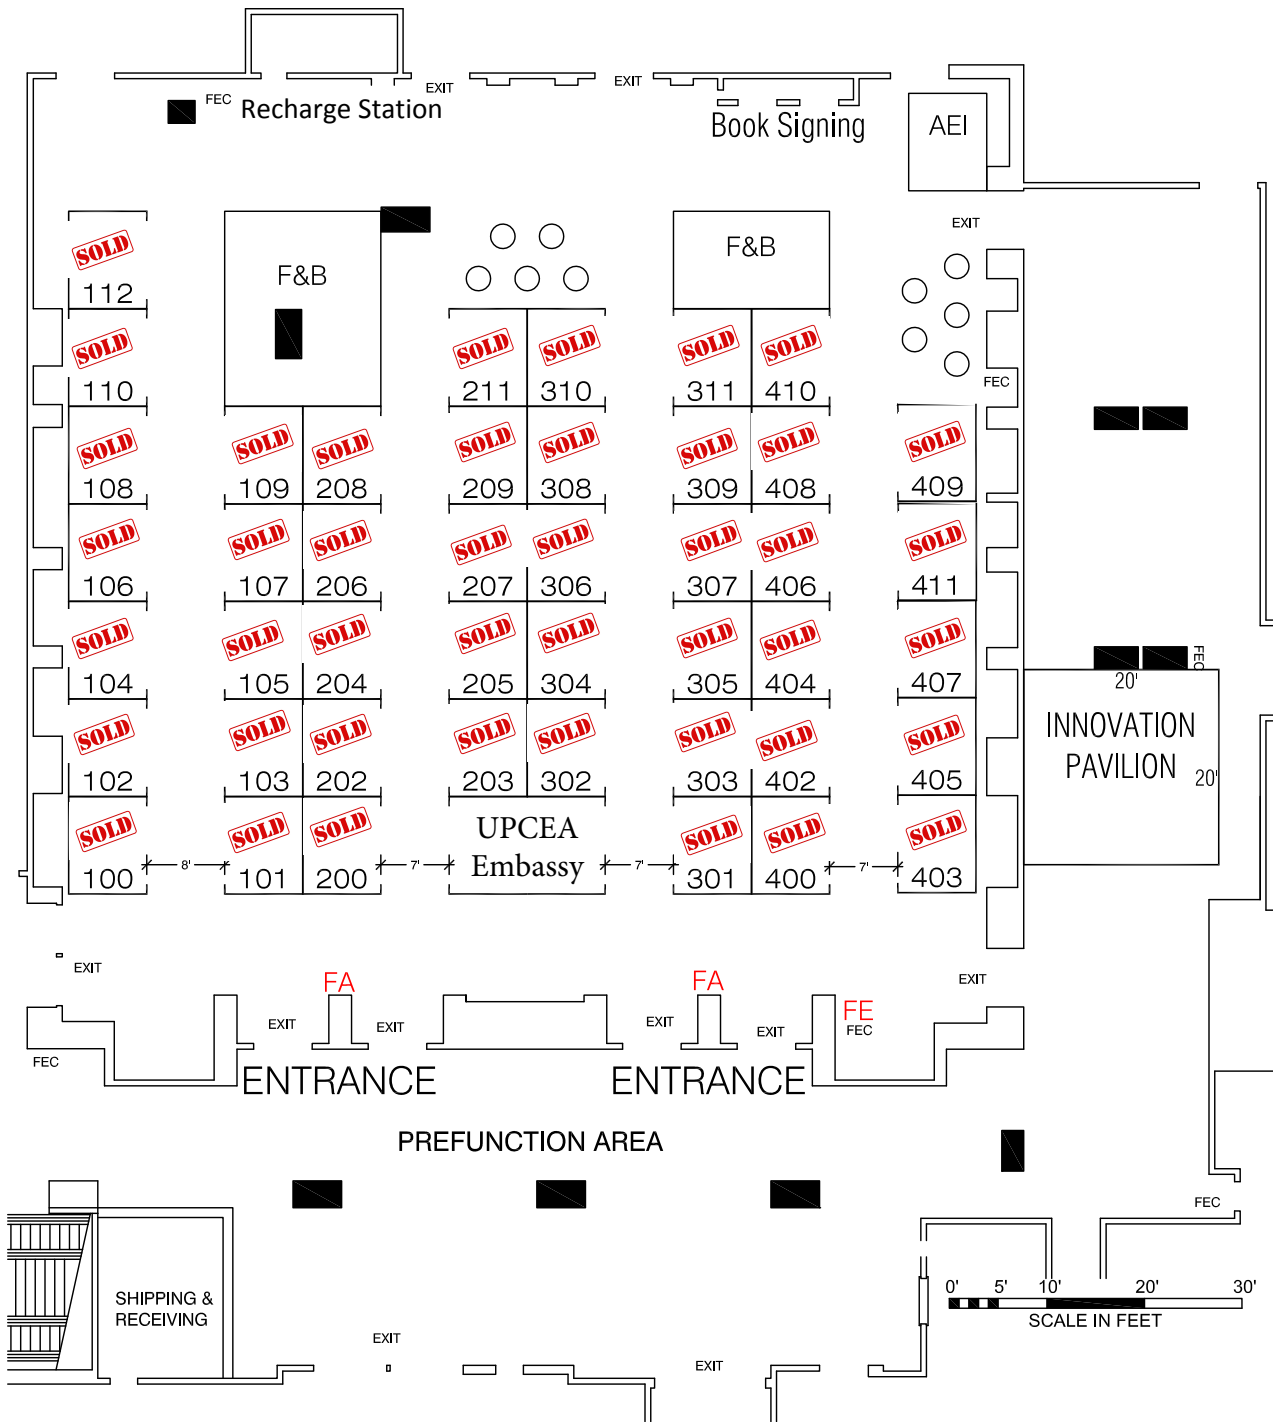 EXIT
EXIT
FEC
Recharge Station
Book Signing
AEI
EXIT
SOLD
112
F&B
F&B
SOLD
110
SOLD
211
SOLD
310
SOLD
311
SOLD
410
FEC
SOLD
108
SOLD
109
SOLD
208
SOLD
209
SOLD
308
SOLD
309
SOLD
408
SOLD
409
SOLD
106
SOLD
107
SOLD
206
SOLD
207
SOLD
306
SOLD
307
SOLD
406
SOLD
411
SOLD
104
SOLD
105
SOLD
204
SOLD
205
SOLD
304
SOLD
305
SOLD
404
SOLD
407
FEC
20'
INNOVATION
PAVILION
20'
SOLD
102
SOLD
103
SOLD
202
SOLD
203
SOLD
302
SOLD
303
SOLD
402
SOLD
405
SOLD
100
8'
SOLD
101
SOLD
200
7'
UPCEA
Embassy
7'
SOLD
301
SOLD
400
7'
SOLD
403
EXIT
FA
FA
EXIT
EXIT
EXIT
EXIT
EXIT
FE
FEC
FEC
ENTRANCE
ENTRANCE
PREFUNCTION AREA
FEC
SHIPPING &
RECEIVING
0' 5' 10' 20' 30'
SCALE IN FEET
EXIT
EXIT